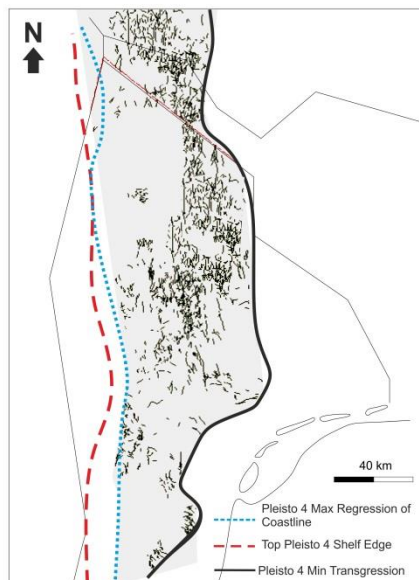 N
40 km
Pleisto 4 Max Regression of
Coastline
Top Pleisto 4 Shelf Edge
Pleisto 4 Min Transgression